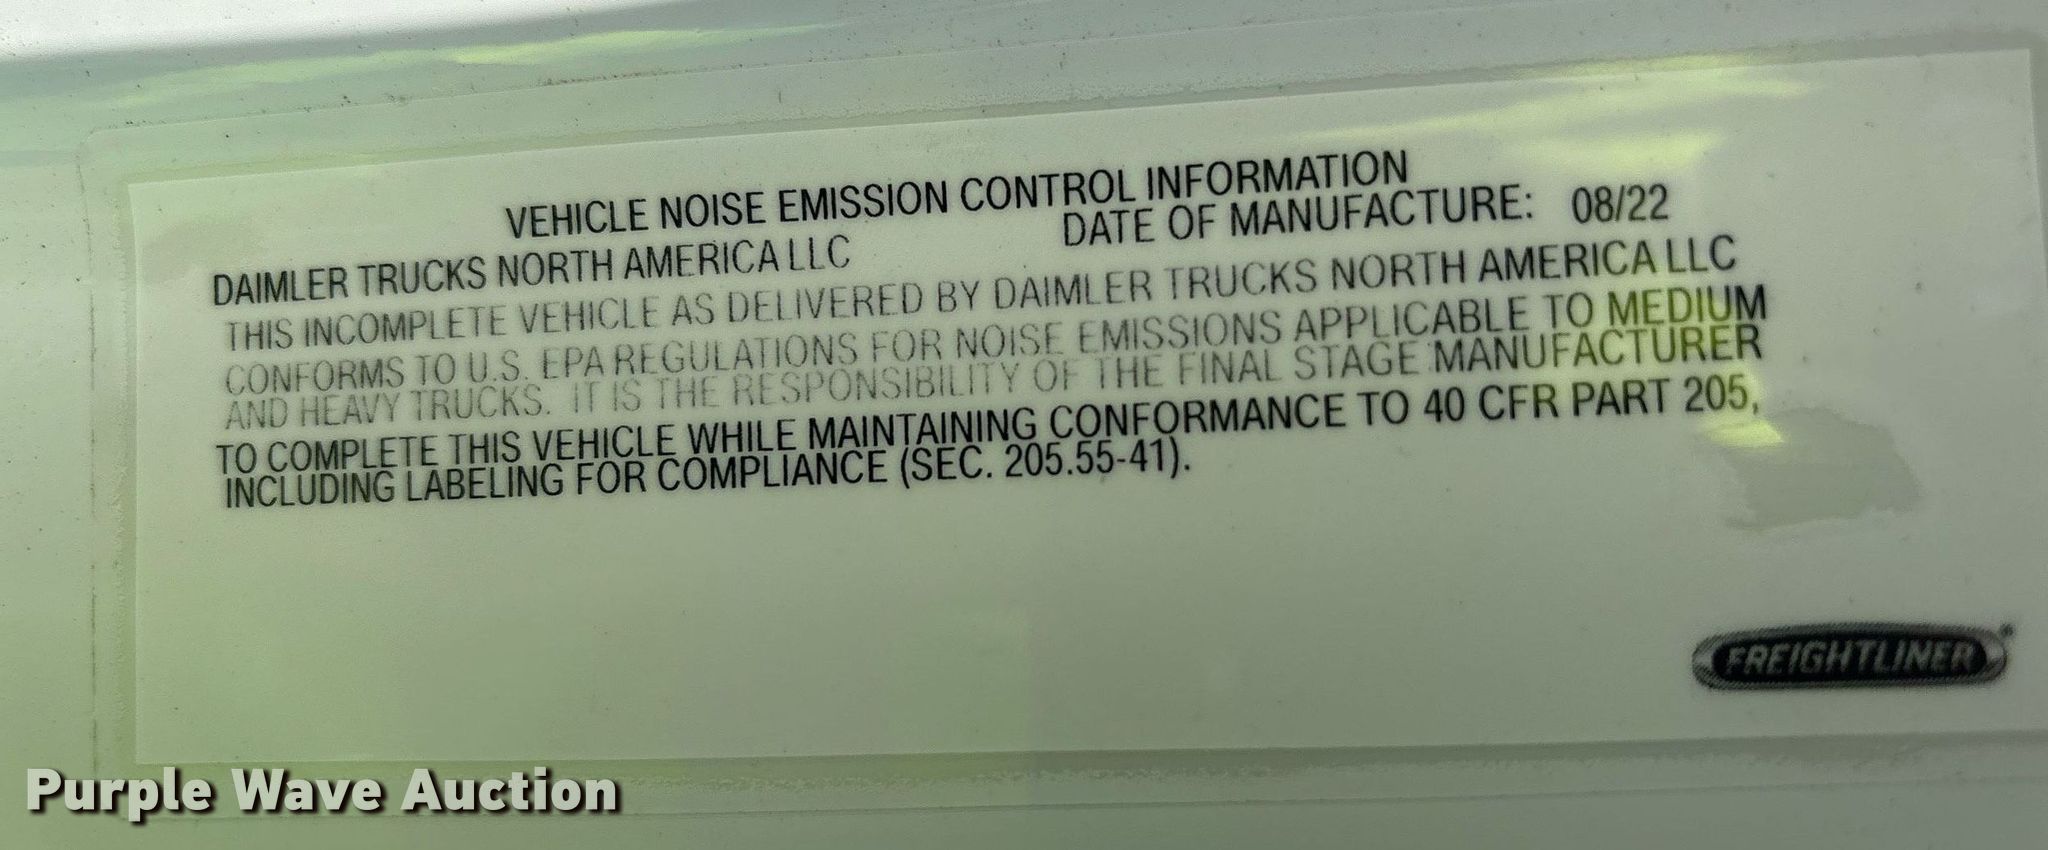 VEHICLE NOISE EMISSION CONTROL INFORMATION
DAIMLER TRUCKS NORTH AMERICA LLC DATE OF MANUFACTURE: 08/22
THIS INCOMPLETE VEHICLE AS DELIVERED BY DAIMLER TRUCKS NORTH AMERICA LLC
CONFORMS TO U.S. EPA REGULATIONS FOR NOISE EMISSIONS APPLICABLE TO MEDIUM
AND HEAVY TRUCKS. IT IS THE RESPONSIBILITY OF THE FINAL STAGE MANUFACTURER
TO COMPLETE THIS VEHICLE WHILE MAINTAINING CONFORMANCE TO 40 CFR PART 205,
INCLUDING LABELING FOR COMPLIANCE (SEC. 205.55-41).
FREIGHTLINER®
Purple Wave Auction